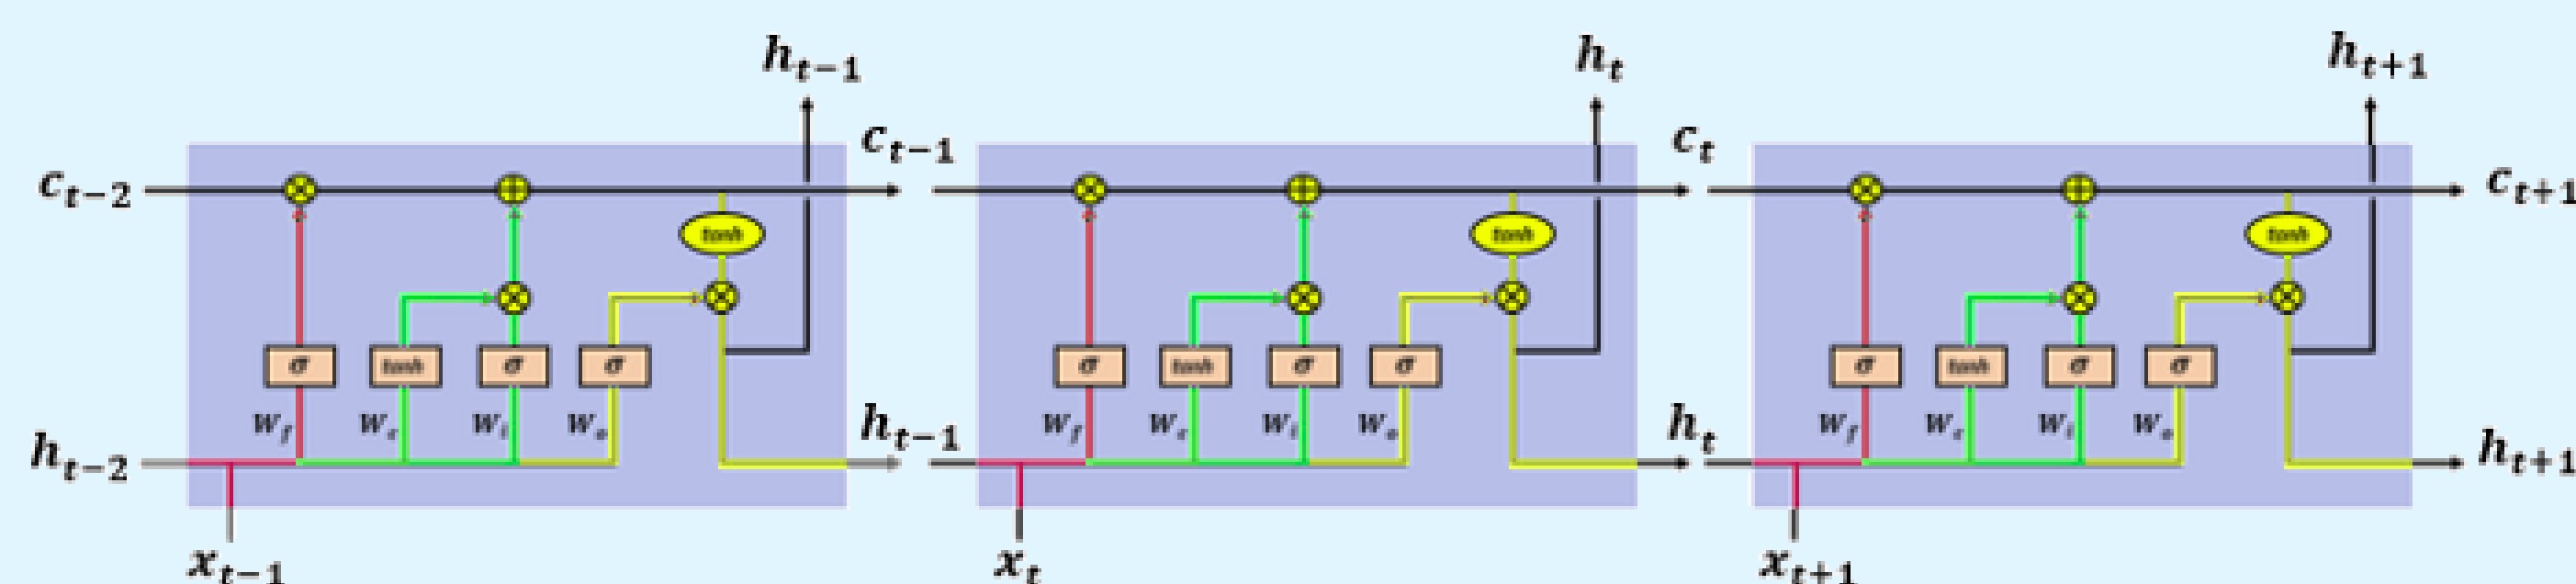 h_{t-1} h_t h_{t+1}
c_{t-2} c_{t-1} c_t c_{t+1}
tanh tanh tanh
σ tanh σ σ σ tanh σ σ σ tanh σ σ
W_f W_c W_i W_o W_f W_c W_i W_o W_f W_c W_i W_o
h_{t-2} h_{t-1} h_t h_{t+1}
x_{t-1} x_t x_{t+1}